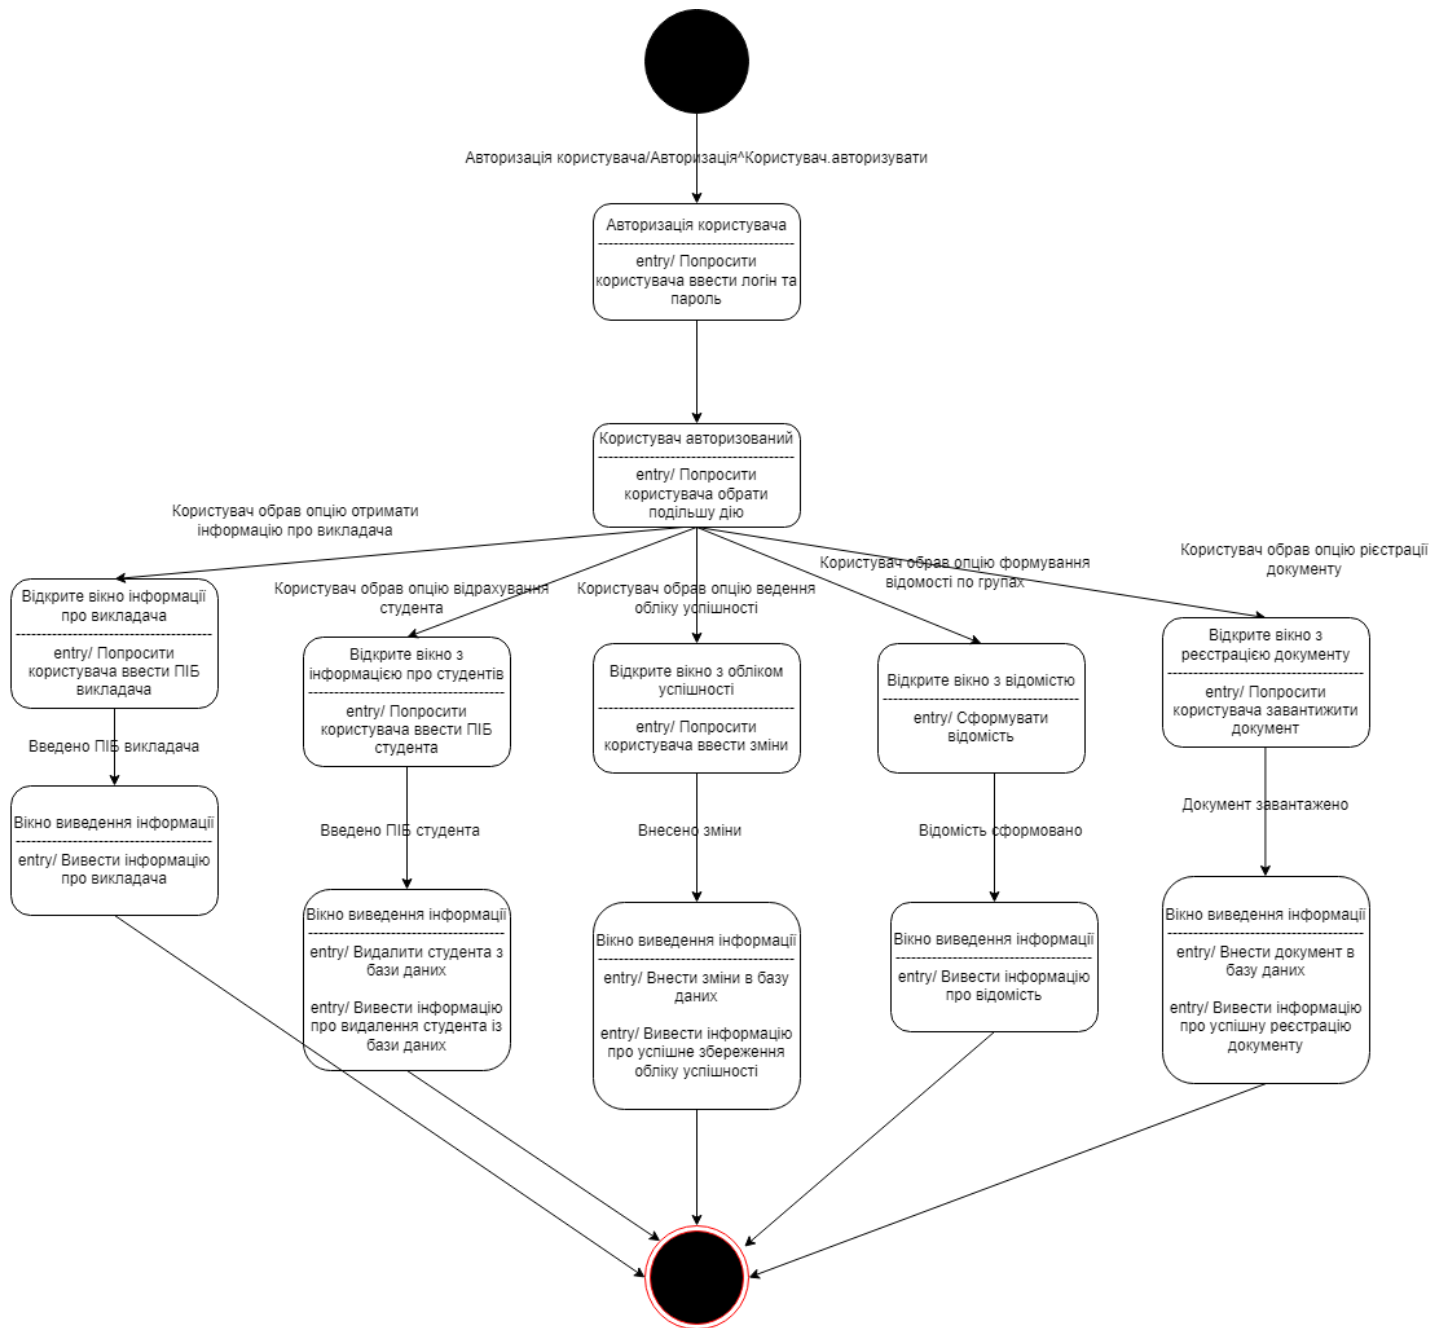 Авторизація користувача/Авторизація^Користувач.авторизувати
Авторизація користувача
entry/ Попросити
користувача ввести логін та
пароль
Користувач авторизований
entry/ Попросити
користувача обрати
подільшу дію
Користувач обрав опцію отримати
інформацію про викладача
Користувач обрав опцію відрахування
студента
Користувач обрав опцію ведення
обліку успішності
Користувач обрав опцію формування
відомості по групах
Користувач обрав опцію рієстрації
документу
Відкрите вікно інформації
про викладача
entry/ Попросити
користувача ввести ПІБ
викладача
Відкрите вікно з
інформацією про студентів
entry/ Попросити
користувача ввести ПІБ
студента
Відкрите вікно з обліком
успішності
entry/ Попросити
користувача ввести зміни
Відкрите вікно з відомістю
entry/ Сформувати
відомість
Відкрите вікно з
реєстрацією документу
entry/ Попросити
користувача завантижити
документ
Введено ПІБ викладача
Введено ПІБ студента
Внесено зміни
Відомість сформовано
Документ завантажено
Вікно виведення інформації
entry/ Вивести інформацію
про викладача
Вікно виведення інформації
entry/ Видалити студента з
бази даних
entry/ Вивести інформацію
про видалення студента із
бази даних
Вікно виведення інформації
entry/ Внести зміни в базу
даних
entry/ Вивести інформацію
про успішне збереження
обліку успішності
Вікно виведення інформації
entry/ Вивести інформацію
про відомість
Вікно виведення інформації
entry/ Внести документ в
базу даних
entry/ Вивести інформацію
про успішну реєстрацію
документу